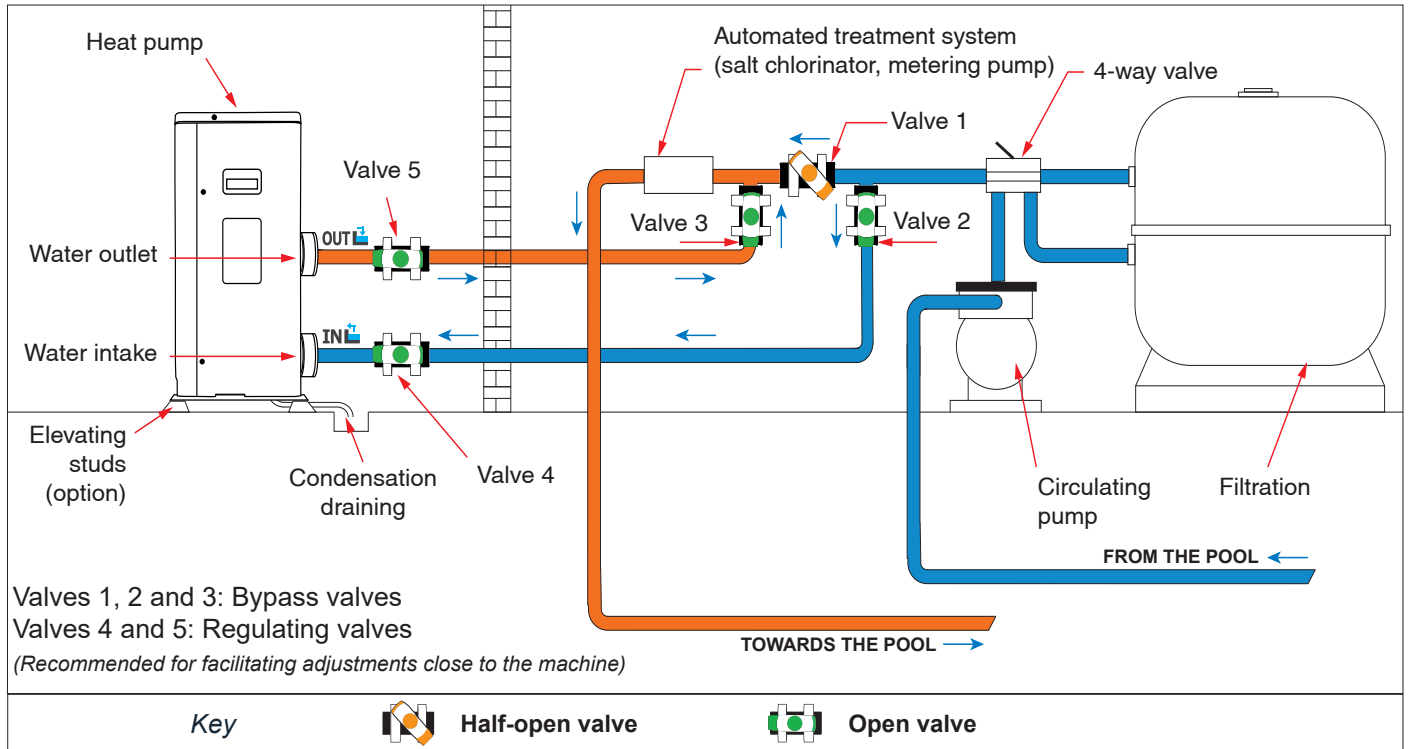 Heat pump
Automated treatment system
(salt chlorinator, metering pump)
4-way valve
Valve 1
Valve 5
Valve 3
Valve 2
OUT
Water outlet
IN
Water intake
Elevating
studs
(option)
Condensation
draining
Valve 4
Circulating
pump
Filtration
FROM THE POOL
Valves 1, 2 and 3: Bypass valves
Valves 4 and 5: Regulating valves
TOWARDS THE POOL
(Recommended for facilitating adjustments close to the machine)
Key
Half-open valve
Open valve